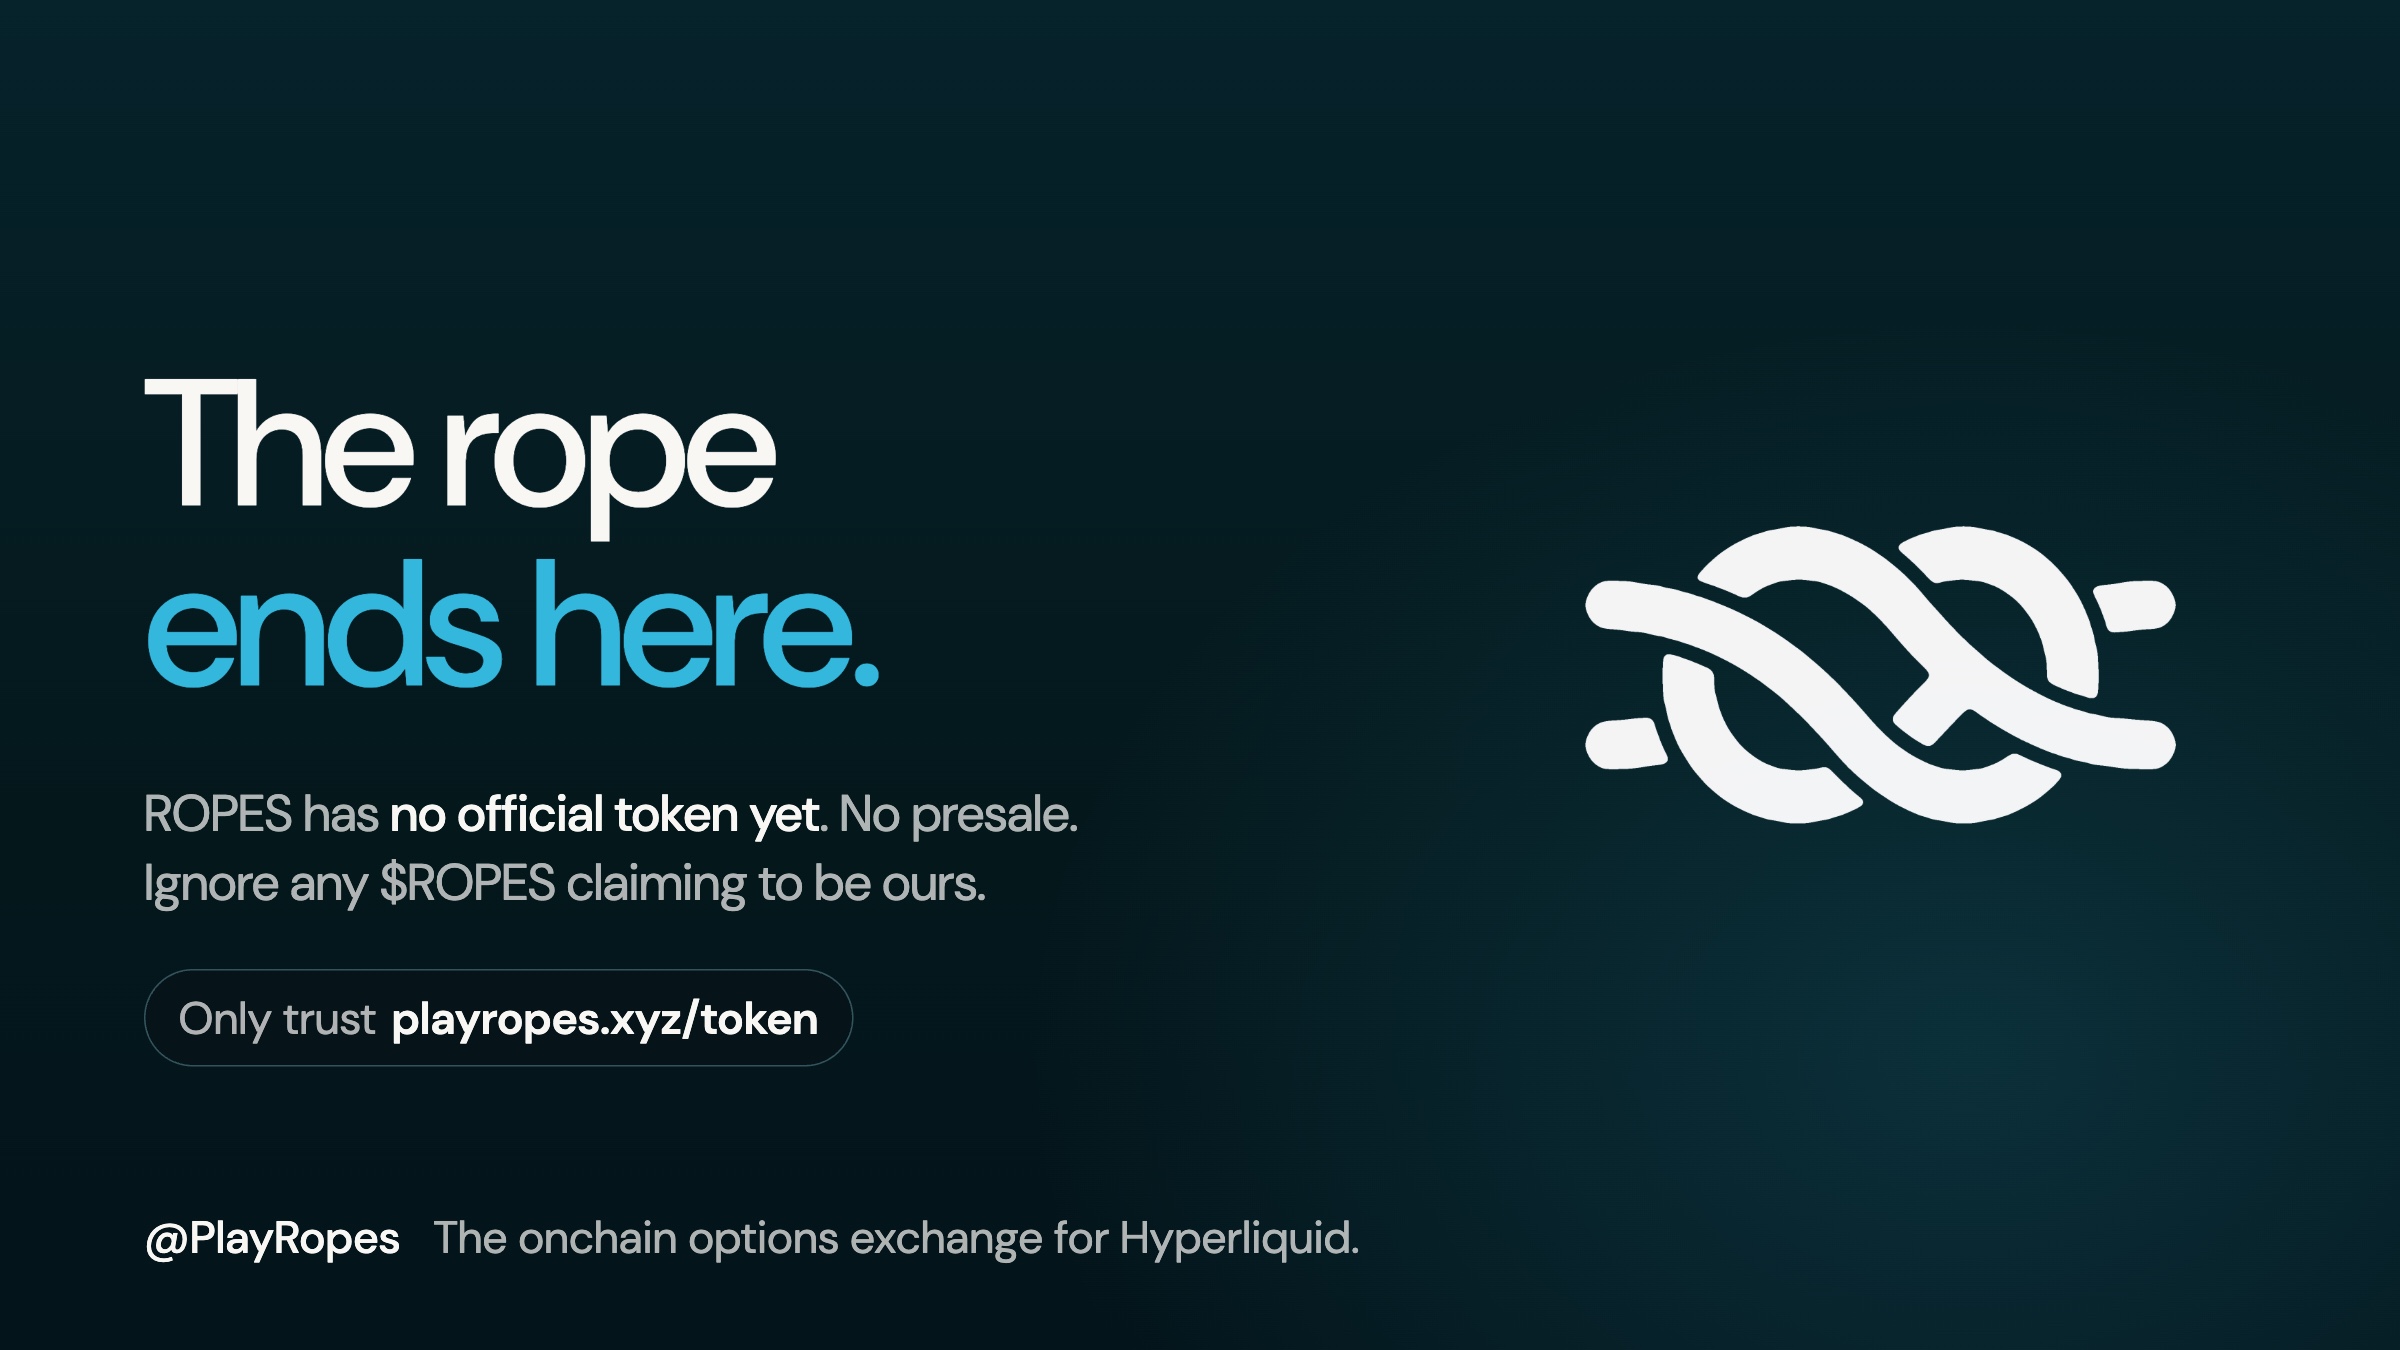 The rope
ends here.
ROPES has no official token yet. No presale.
Ignore any $ROPES claiming to be ours.
Only trust playropes.xyz/token
@PlayRopes The onchain options exchange for Hyperliquid.